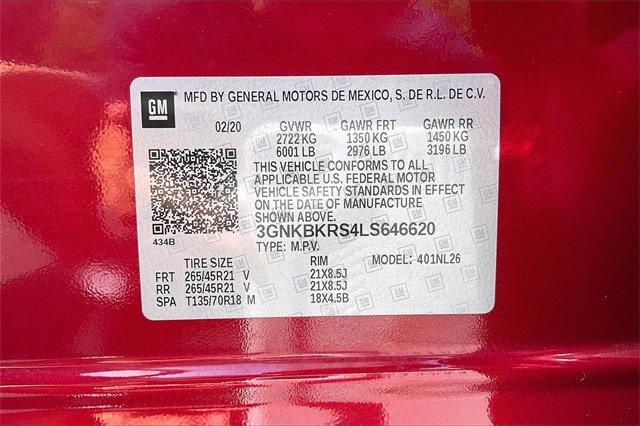 GM MFD BY GENERAL MOTORS DE MEXICO, S. DE R.L. DE C.V.
02/20 GVWR GAWR FRT GAWR RR
2722 KG 1350 KG 1450 KG
6001 LB 2976 LB 3196 LB
THIS VEHICLE CONFORMS TO ALL
APPLICABLE U.S. FEDERAL MOTOR
VEHICLE SAFETY STANDARDS IN EFFECT
ON THE DATE OF MANUFACTURE
SHOWN ABOVE.
3GNKBKRS4LS646620
434B TYPE: M.P.V. MODEL: 401NL26
TIRE SIZE RIM
FRT 265/45R21 V 21X8.5J
RR 265/45R21 V 21X8.5J
SPA T135/70R18 M 18X4.5B